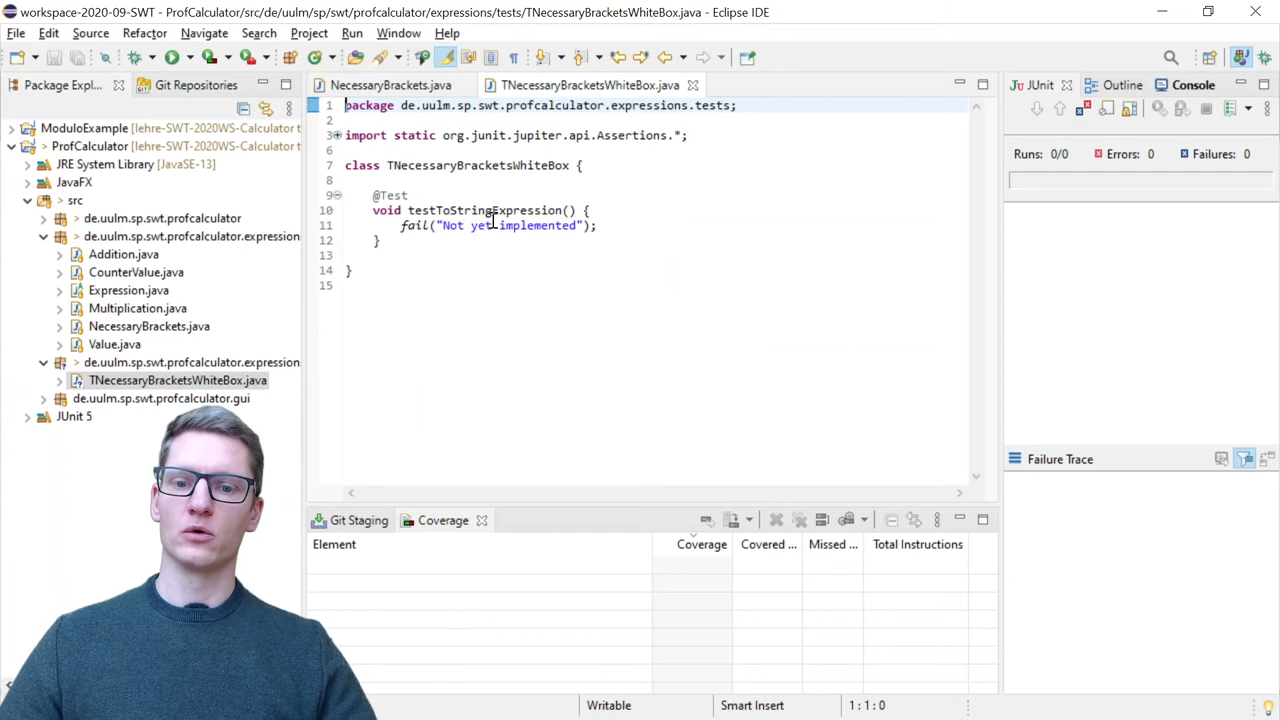 workspace-2020-09-SWT - ProfCalculator/src/de/uulm/sp/swt/profcalculator/expressions/tests/TNecessaryBracketsWhiteBox.java - Eclipse IDE
File Edit Source Refactor Navigate Search Project Run Window Help
Package Expl... Git Repositories
ModuloExample [lehre-SWT-2020WS-Calculator t
> ProfCalculator [lehre-SWT-2020WS-Calculator t
JRE System Library [JavaSE-13]
JavaFX
> src
> de.uulm.sp.swt.profcalculator
> de.uulm.sp.swt.profcalculator.expression
Addition.java
CounterValue.java
Expression.java
Multiplication.java
NecessaryBrackets.java
Value.java
> de.uulm.sp.swt.profcalculator.expression
TNecessaryBracketsWhiteBox.java
de.uulm.sp.swt.profcalculator.gui
JUnit 5
NecessaryBrackets.java TNecessaryBracketsWhiteBox.java
1 package de.uulm.sp.swt.profcalculator.expressions.tests;
2
3 import static org.junit.jupiter.api.Assertions.*;
6
7 class TNecessaryBracketsWhiteBox {
8
9 @Test
10 void testToStringExpression() {
11 fail("Not yet implemented");
12 }
13
14 }
15
Git Staging Coverage
Element Coverage Covered ... Missed ... Total Instructions
JUnit Outline Console
Runs: 0/0 Errors: 0 Failures: 0
Failure Trace
Writable Smart Insert 1 : 1 : 0